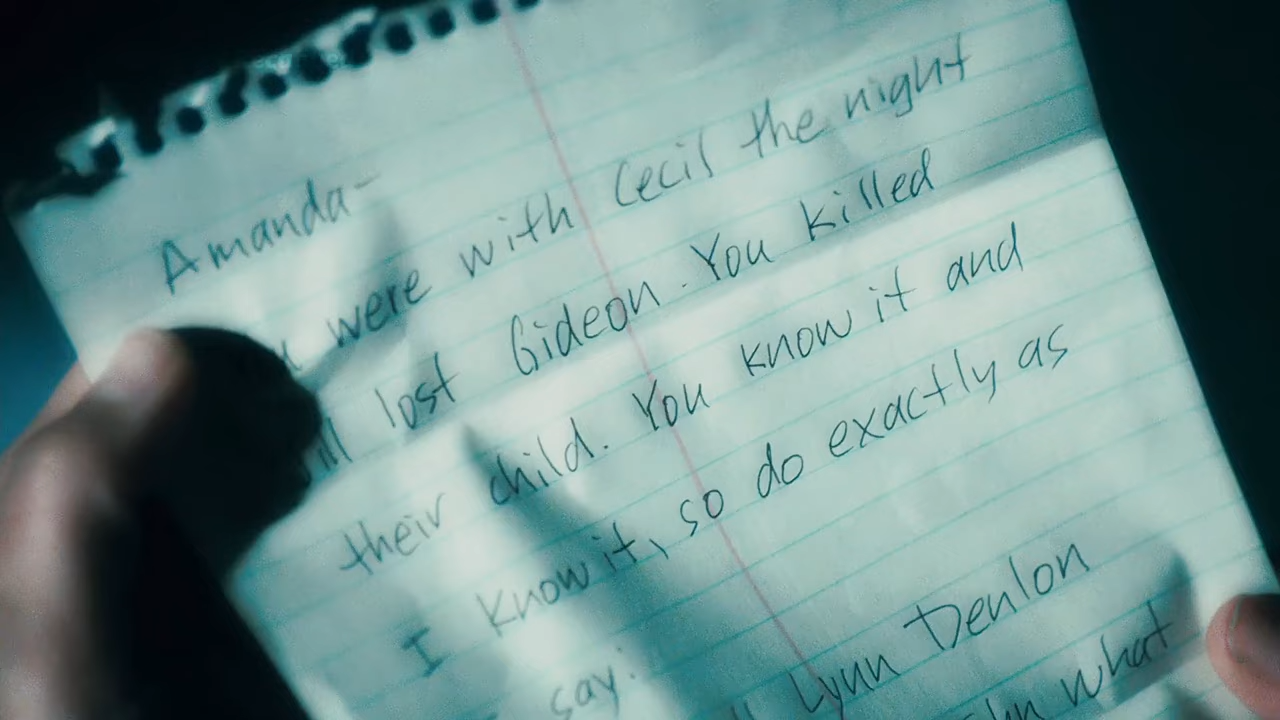 Amanda-
were with Cecil the night
lost Gideon. You killed
their child. You know it and
I know it, so do exactly as
say:
Lynn Denlon
what